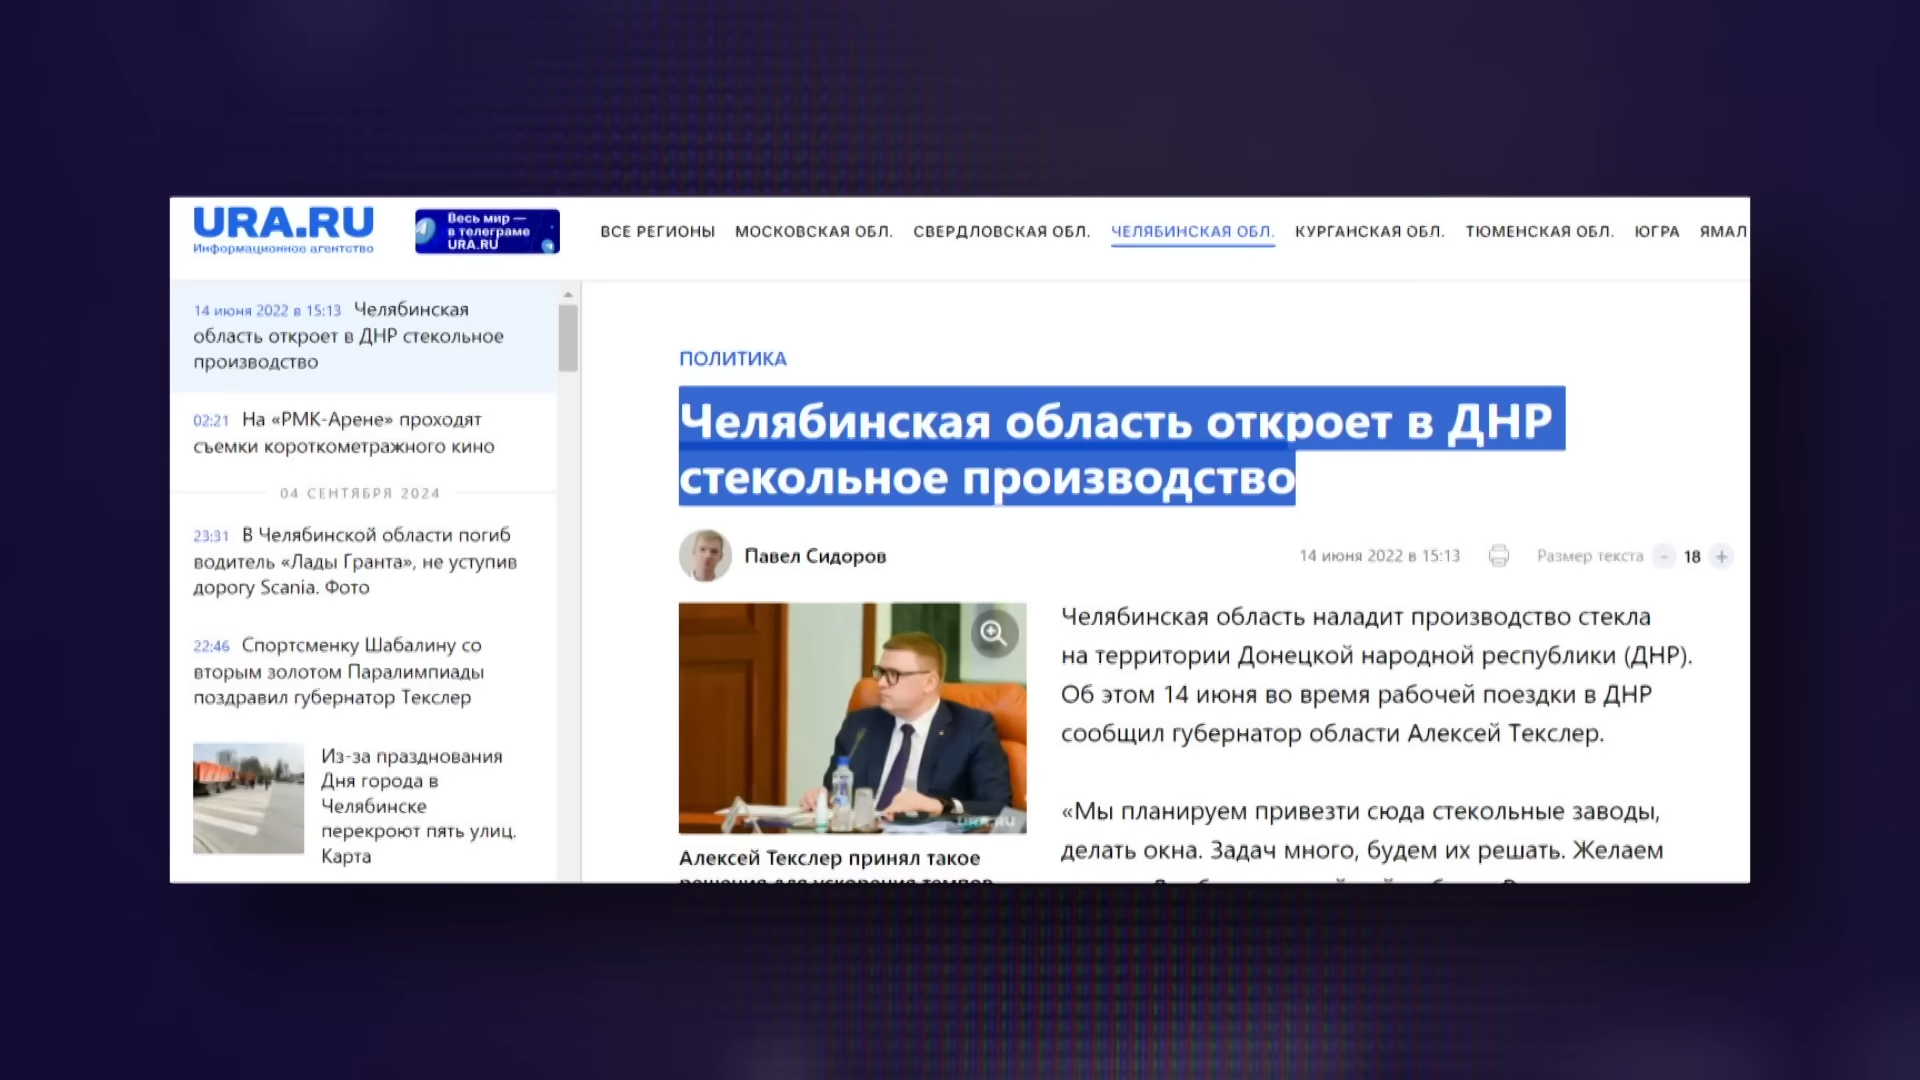 URA.RU
Информационное агентство
Весь мир —
в телеграме
URA.RU
ВСЕ РЕГИОНЫ МОСКОВСКАЯ ОБЛ. СВЕРДЛОВСКАЯ ОБЛ. ЧЕЛЯБИНСКАЯ ОБЛ. КУРГАНСКАЯ ОБЛ. ТЮМЕНСКАЯ ОБЛ. ЮГРА ЯМАЛ
14 июня 2022 в 15:13 Челябинская
область откроет в ДНР стекольное
производство
02:21 На «РМК-Арене» проходят
съемки короткометражного кино
04 СЕНТЯБРЯ 2024
23:31 В Челябинской области погиб
водитель «Лады Гранта», не уступив
дорогу Scania. Фото
22:46 Спортсменку Шабалину со
вторым золотом Паралимпиады
поздравил губернатор Текслер
Из-за празднования
Дня города в
Челябинске
перекроют пять улиц.
Карта
ПОЛИТИКА
Челябинская область откроет в ДНР
стекольное производство
Павел Сидоров
14 июня 2022 в 15:13 Размер текста - 18 +
URA.RU
Алексей Текслер принял такое
решения для ускорения темпов
Челябинская область наладит производство стекла
на территории Донецкой народной республики (ДНР).
Об этом 14 июня во время рабочей поездки в ДНР
сообщил губернатор области Алексей Текслер.
«Мы планируем привезти сюда стекольные заводы,
делать окна. Задач много, будем их решать. Желаем